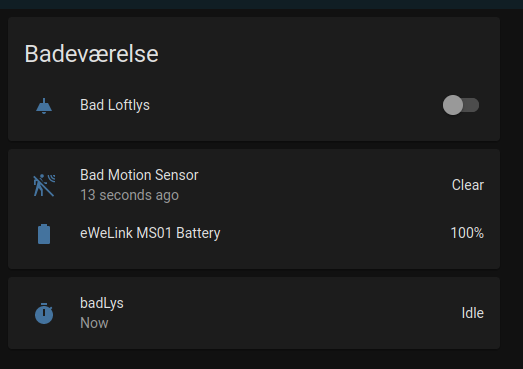 Badeværelse
Bad Loftlys
Bad Motion Sensor
13 seconds ago
Clear
eWeLink MS01 Battery
100%
badLys
Now
Idle